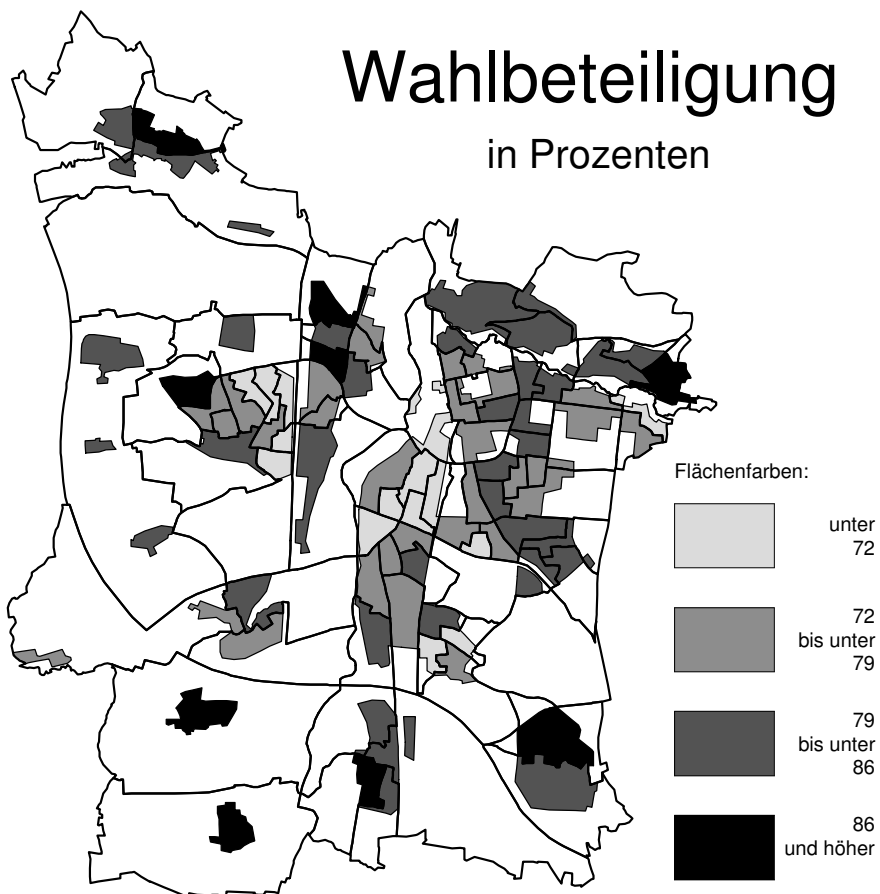 Wahlbeteiligung
in Prozenten
Flächenfarben:
unter
72
72
bis unter
79
79
bis unter
86
86
und höher